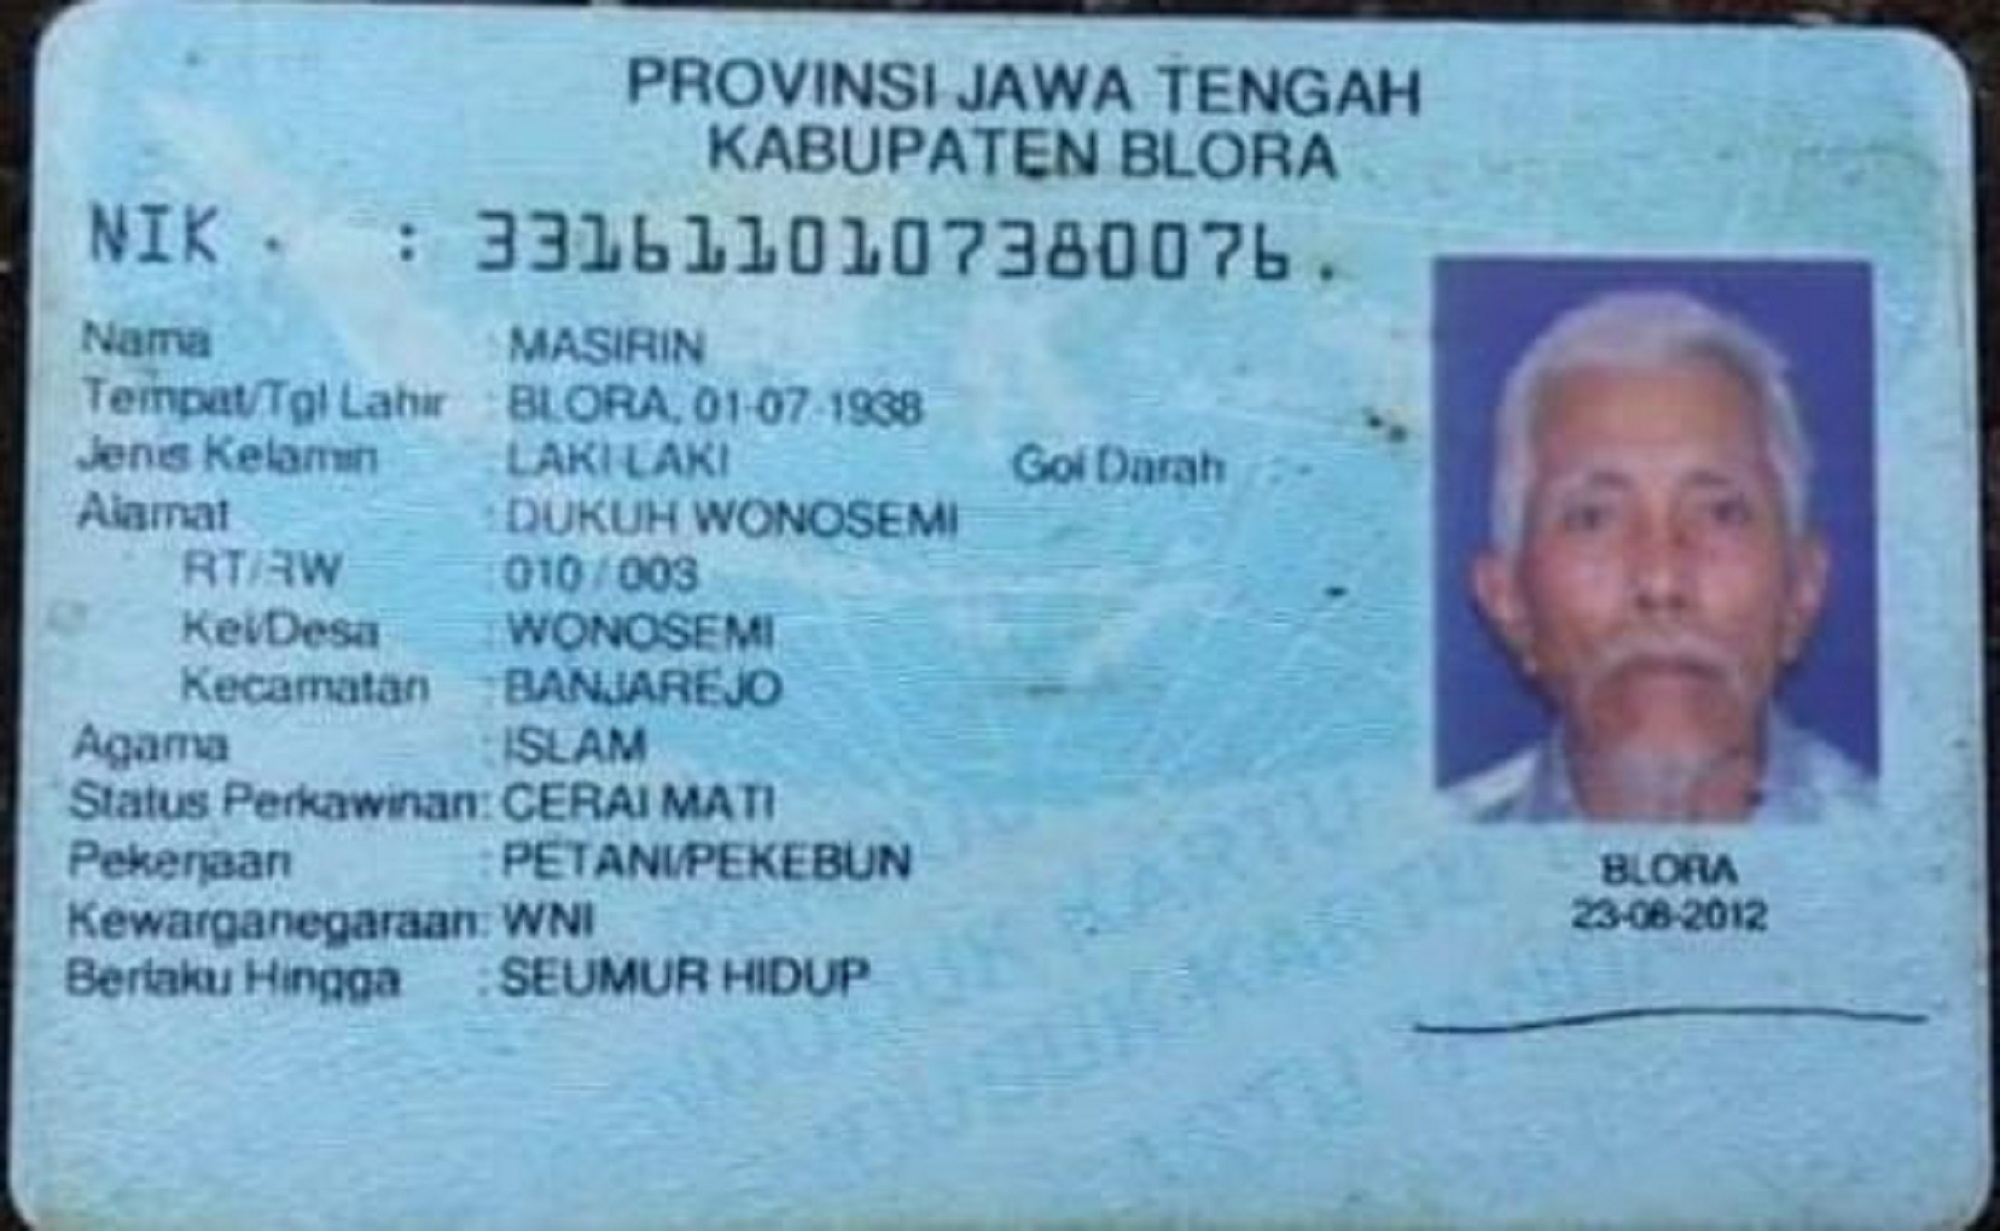 PROVINSI JAWA TENGAH
KABUPATEN BLORA
NIK : 3316110107380076
Nama : MASIRIN
Tempat/Tgl Lahir : BLORA, 01-07-1938
Jenis Kelamin : LAKI-LAKI Gol Darah : -
Alamat : DUKUH WONOSEMI
RT/RW : 010 / 003
Kel/Desa : WONOSEMI
Kecamatan : BANJAREJO
Agama : ISLAM
Status Perkawinan: CERAI MATI
Pekerjaan : PETANI/PEKEBUN
Kewarganegaraan: WNI
Berlaku Hingga : SEUMUR HIDUP
BLORA
23-08-2012